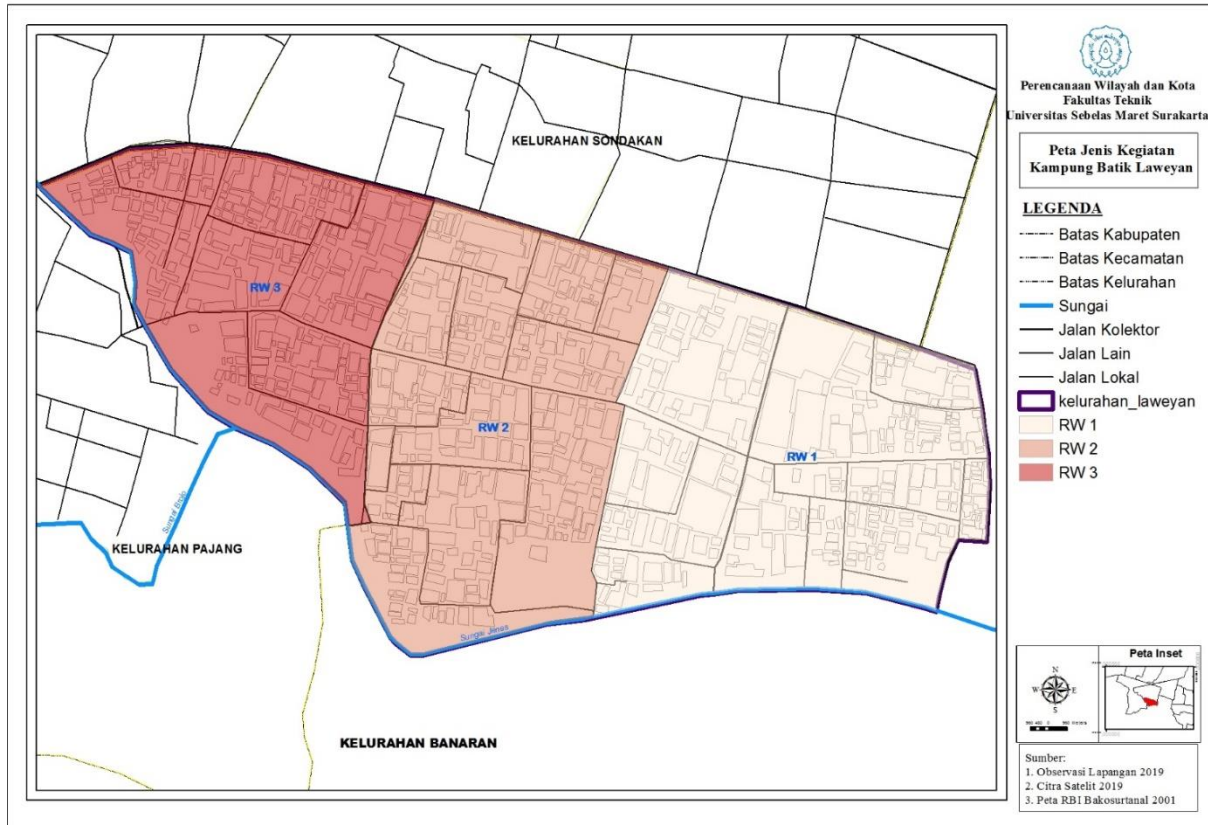 KELURAHAN SONDAKAN
RW 3
RW 2
RW 1
KELURAHAN PAJANG
Sungai Jenes
KELURAHAN BANARAN
Perencanaan Wilayah dan Kota
Fakultas Teknik
Universitas Sebelas Maret Surakarta
Peta Jenis Kegiatan
Kampung Batik Laweyan
LEGENDA
Batas Kabupaten
Batas Kecamatan
Batas Kelurahan
Sungai
Jalan Kolektor
Jalan Lain
Jalan Lokal
kelurahan_laweyan
RW 1
RW 2
RW 3
Peta Inset
N
W
E
S
Sumber:
1. Observasi Lapangan 2019
2. Citra Satelit 2019
3. Peta RBI Bakosurtanal 2001